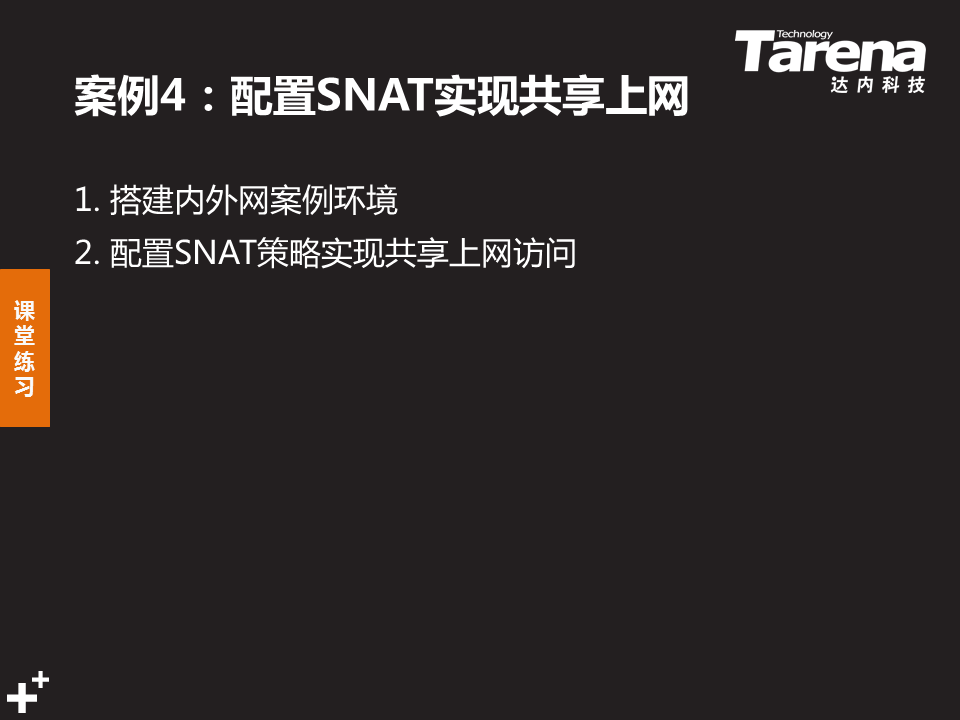 Technology
Tarena
达内科技
案例4：配置SNAT实现共享上网
1. 搭建内外网案例环境
2. 配置SNAT策略实现共享上网访问
课
堂
练
习